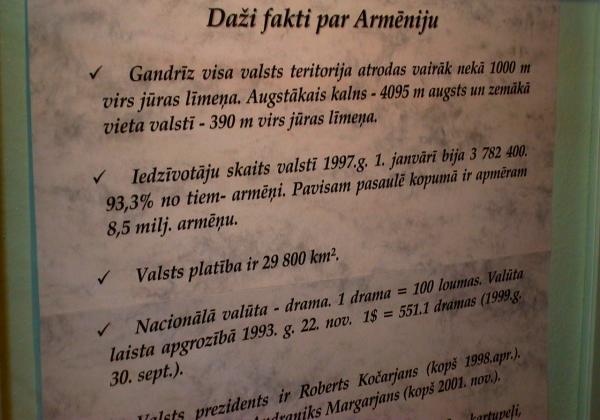 Daži fakti par Armēniju
✓ Gandrīz visa valsts teritorija atrodas vairāk nekā 1000 m
virs jūras līmeņa. Augstākais kalns - 4095 m augsts un zemākā
vieta valstī - 390 m virs jūras līmeņa.
✓ Iedzīvotāju skaits valstī 1997.g. 1. janvārī bija 3 782 400.
93,3% no tiem- armēņi. Pavisam pasaulē kopumā ir apmēram
8,5 milj. armēņu.
✓ Valsts platība ir 29 800 km².
✓ Nacionālā valūta - drama. 1 drama = 100 loumas. Valūta
laista apgrozībā 1993. g. 22. nov. 1$ = 551.1 dramas (1999.g.
30. sept.).
Valsts prezidents ir Roberts Kočarjans (kopš 1998.apr.).
Andraniks Margarjans (kopš 2001. nov.).
kartupeļi,